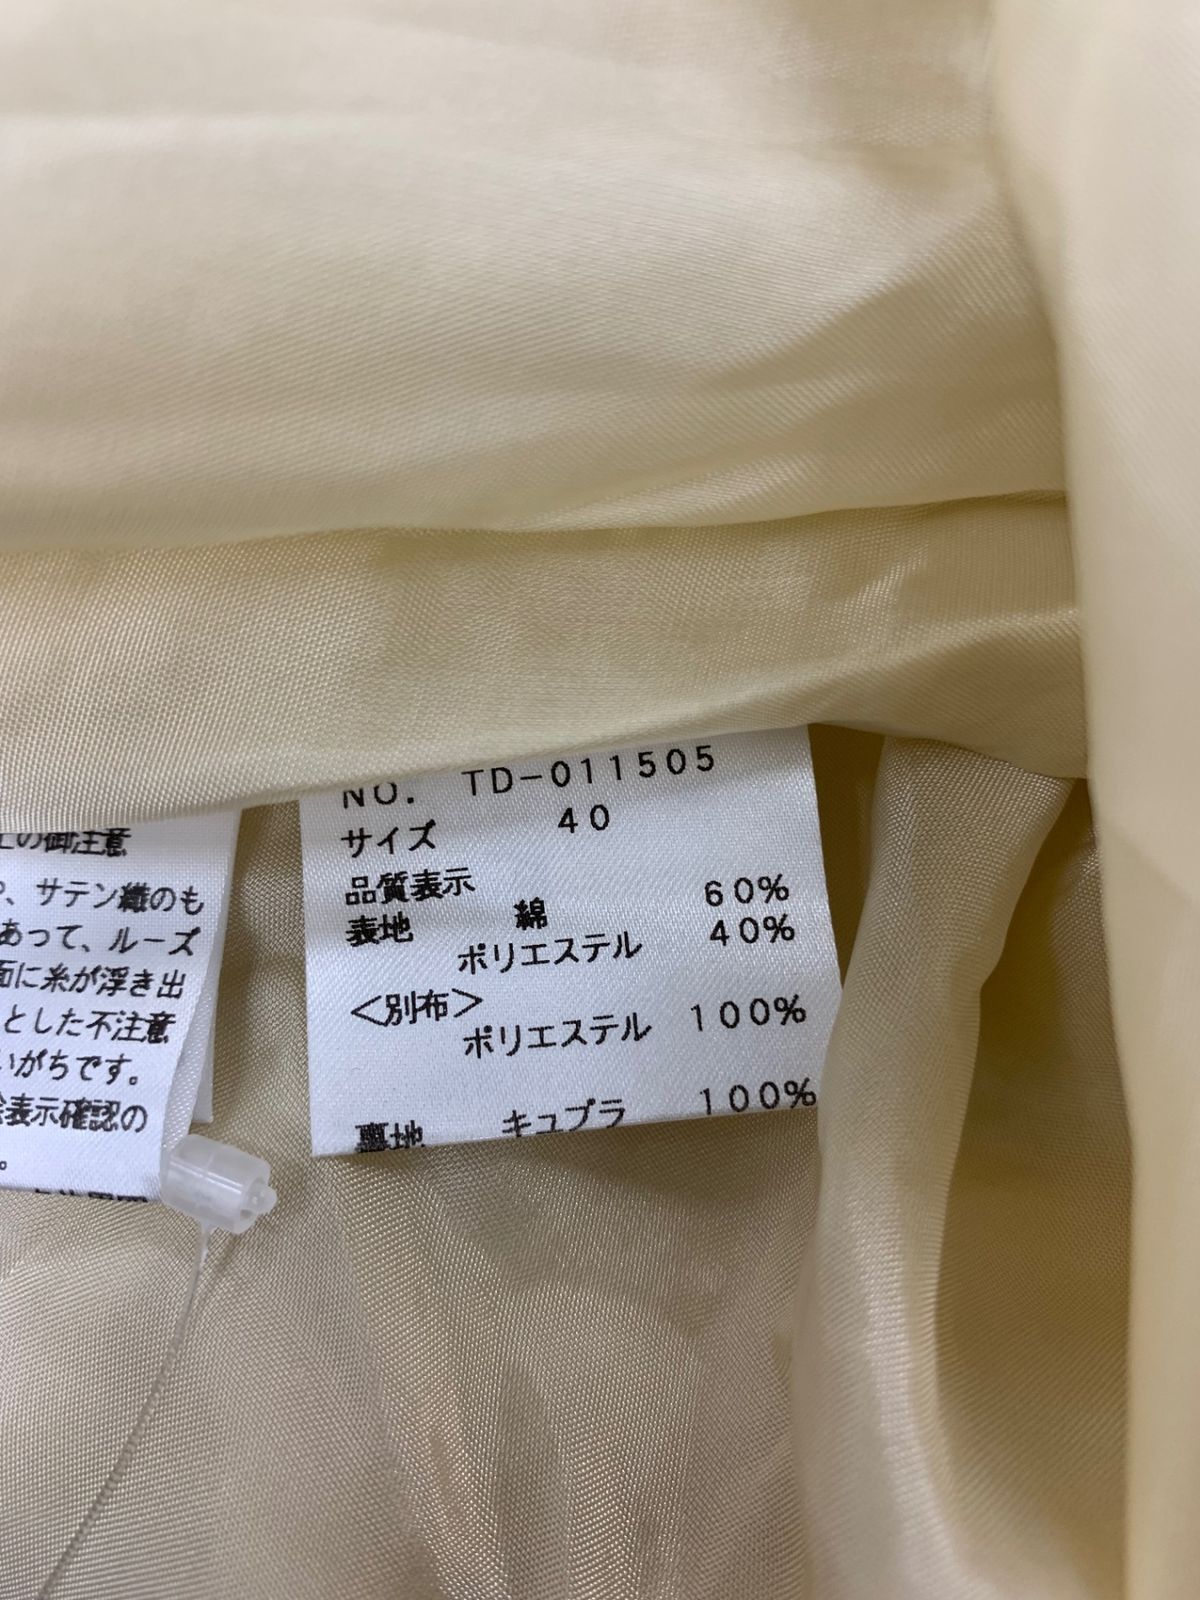 NO. TD-011505
サイズ 40
品質表示
表地 綿 60%
ポリエステル 40%
<別布>
ポリエステル 100%
裏地 キュプラ 100%
の御注意
、サテン織のも
あって、ルーズ
面に糸が浮き出
とした不注意
いがちです。
表示確認の
。